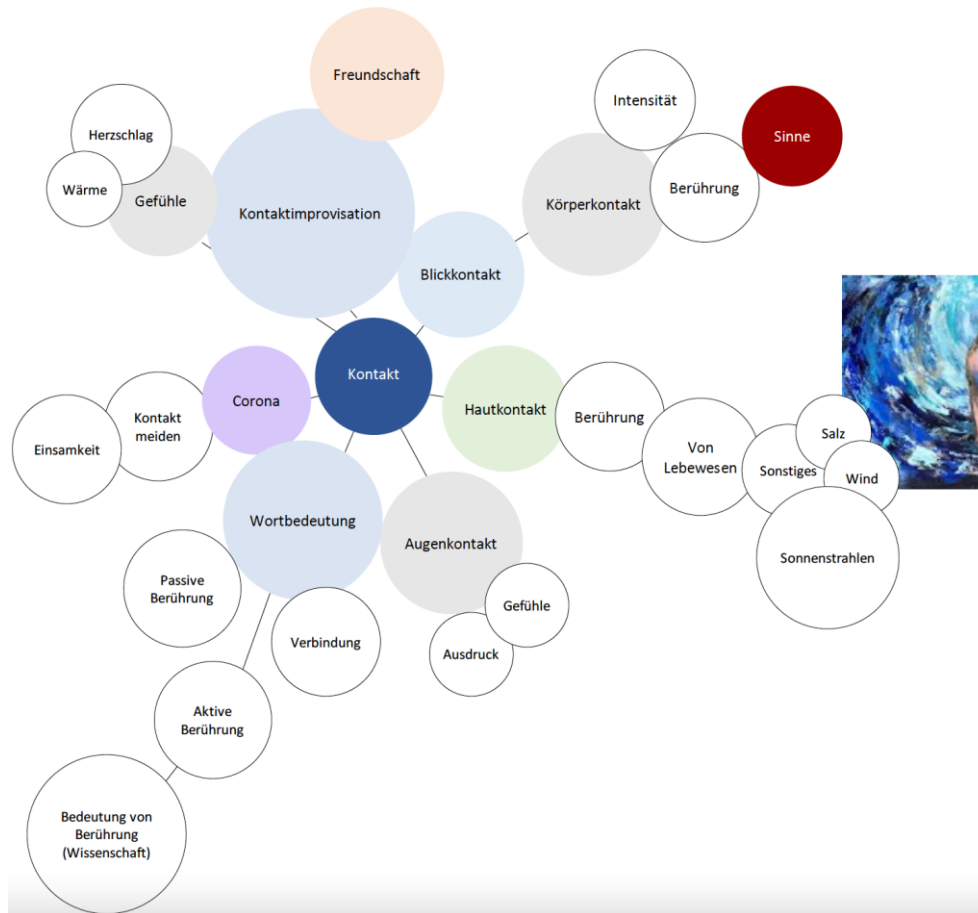 Freundschaft
Intensität
Herzschlag
Sinne
Wärme
Gefühle
Berührung
Kontaktimprovisation
Körperkontakt
Blickkontakt
Kontakt
Corona
Hautkontakt
Berührung
Kontakt
meiden
Einsamkeit
Von
Lebewesen
Sonstiges
Salz
Wind
Sonnenstrahlen
Wortbedeutung
Augenkontakt
Passive
Berührung
Gefühle
Verbindung
Ausdruck
Aktive
Berührung
Bedeutung von
Berührung
(Wissenschaft)